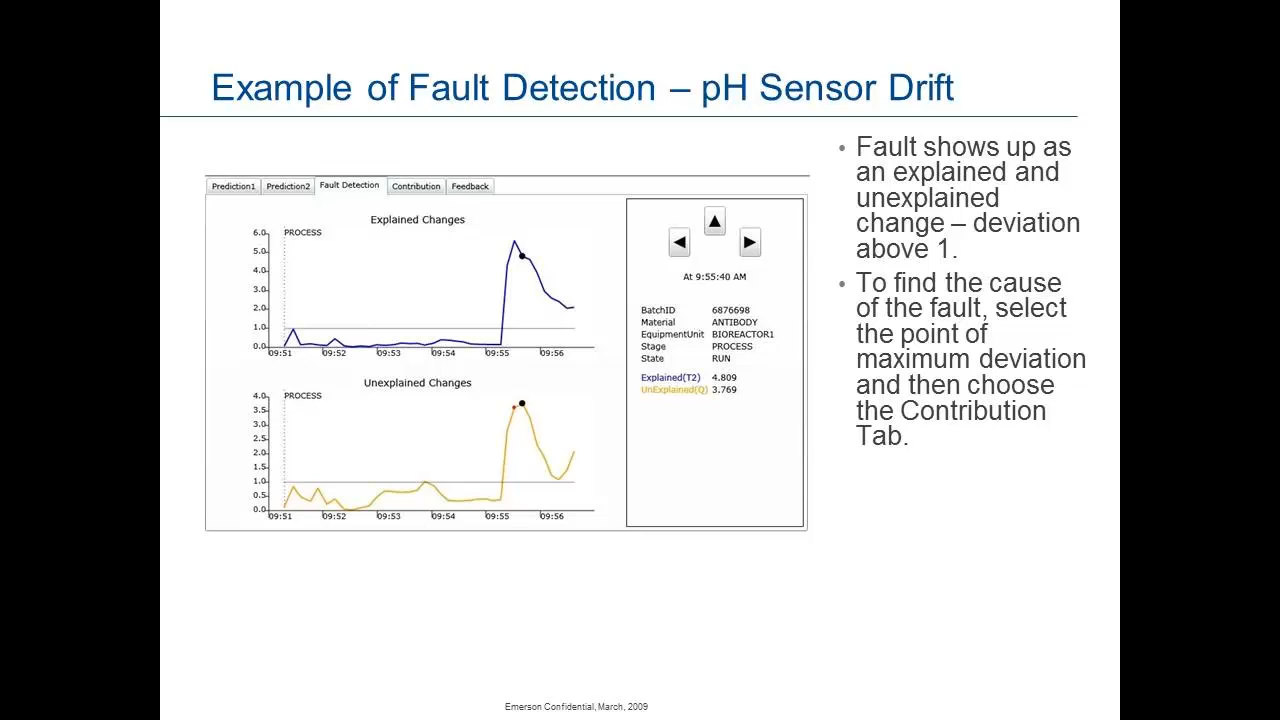 Example of Fault Detection – pH Sensor Drift
Prediction1 Prediction2 Fault Detection Contribution Feedback
Explained Changes
PROCESS
6.0
5.0
4.0
3.0
2.0
1.0
0.0
09:51 09:52 09:53 09:54 09:55 09:56
Unexplained Changes
PROCESS
4.0
3.5
3.0
2.5
2.0
1.5
1.0
0.5
0.0
09:51 09:52 09:53 09:54 09:55 09:56
At 9:55:40 AM
BatchID 6876698
Material ANTIBODY
EquipmentUnit BIOREACTOR1
Stage PROCESS
State RUN
Explained(T2) 4.809
UnExplained(Q) 3.769
• Fault shows up as
an explained and
unexplained
change – deviation
above 1.
• To find the cause
of the fault, select
the point of
maximum deviation
and then choose
the Contribution
Tab.
Emerson Confidential, March, 2009